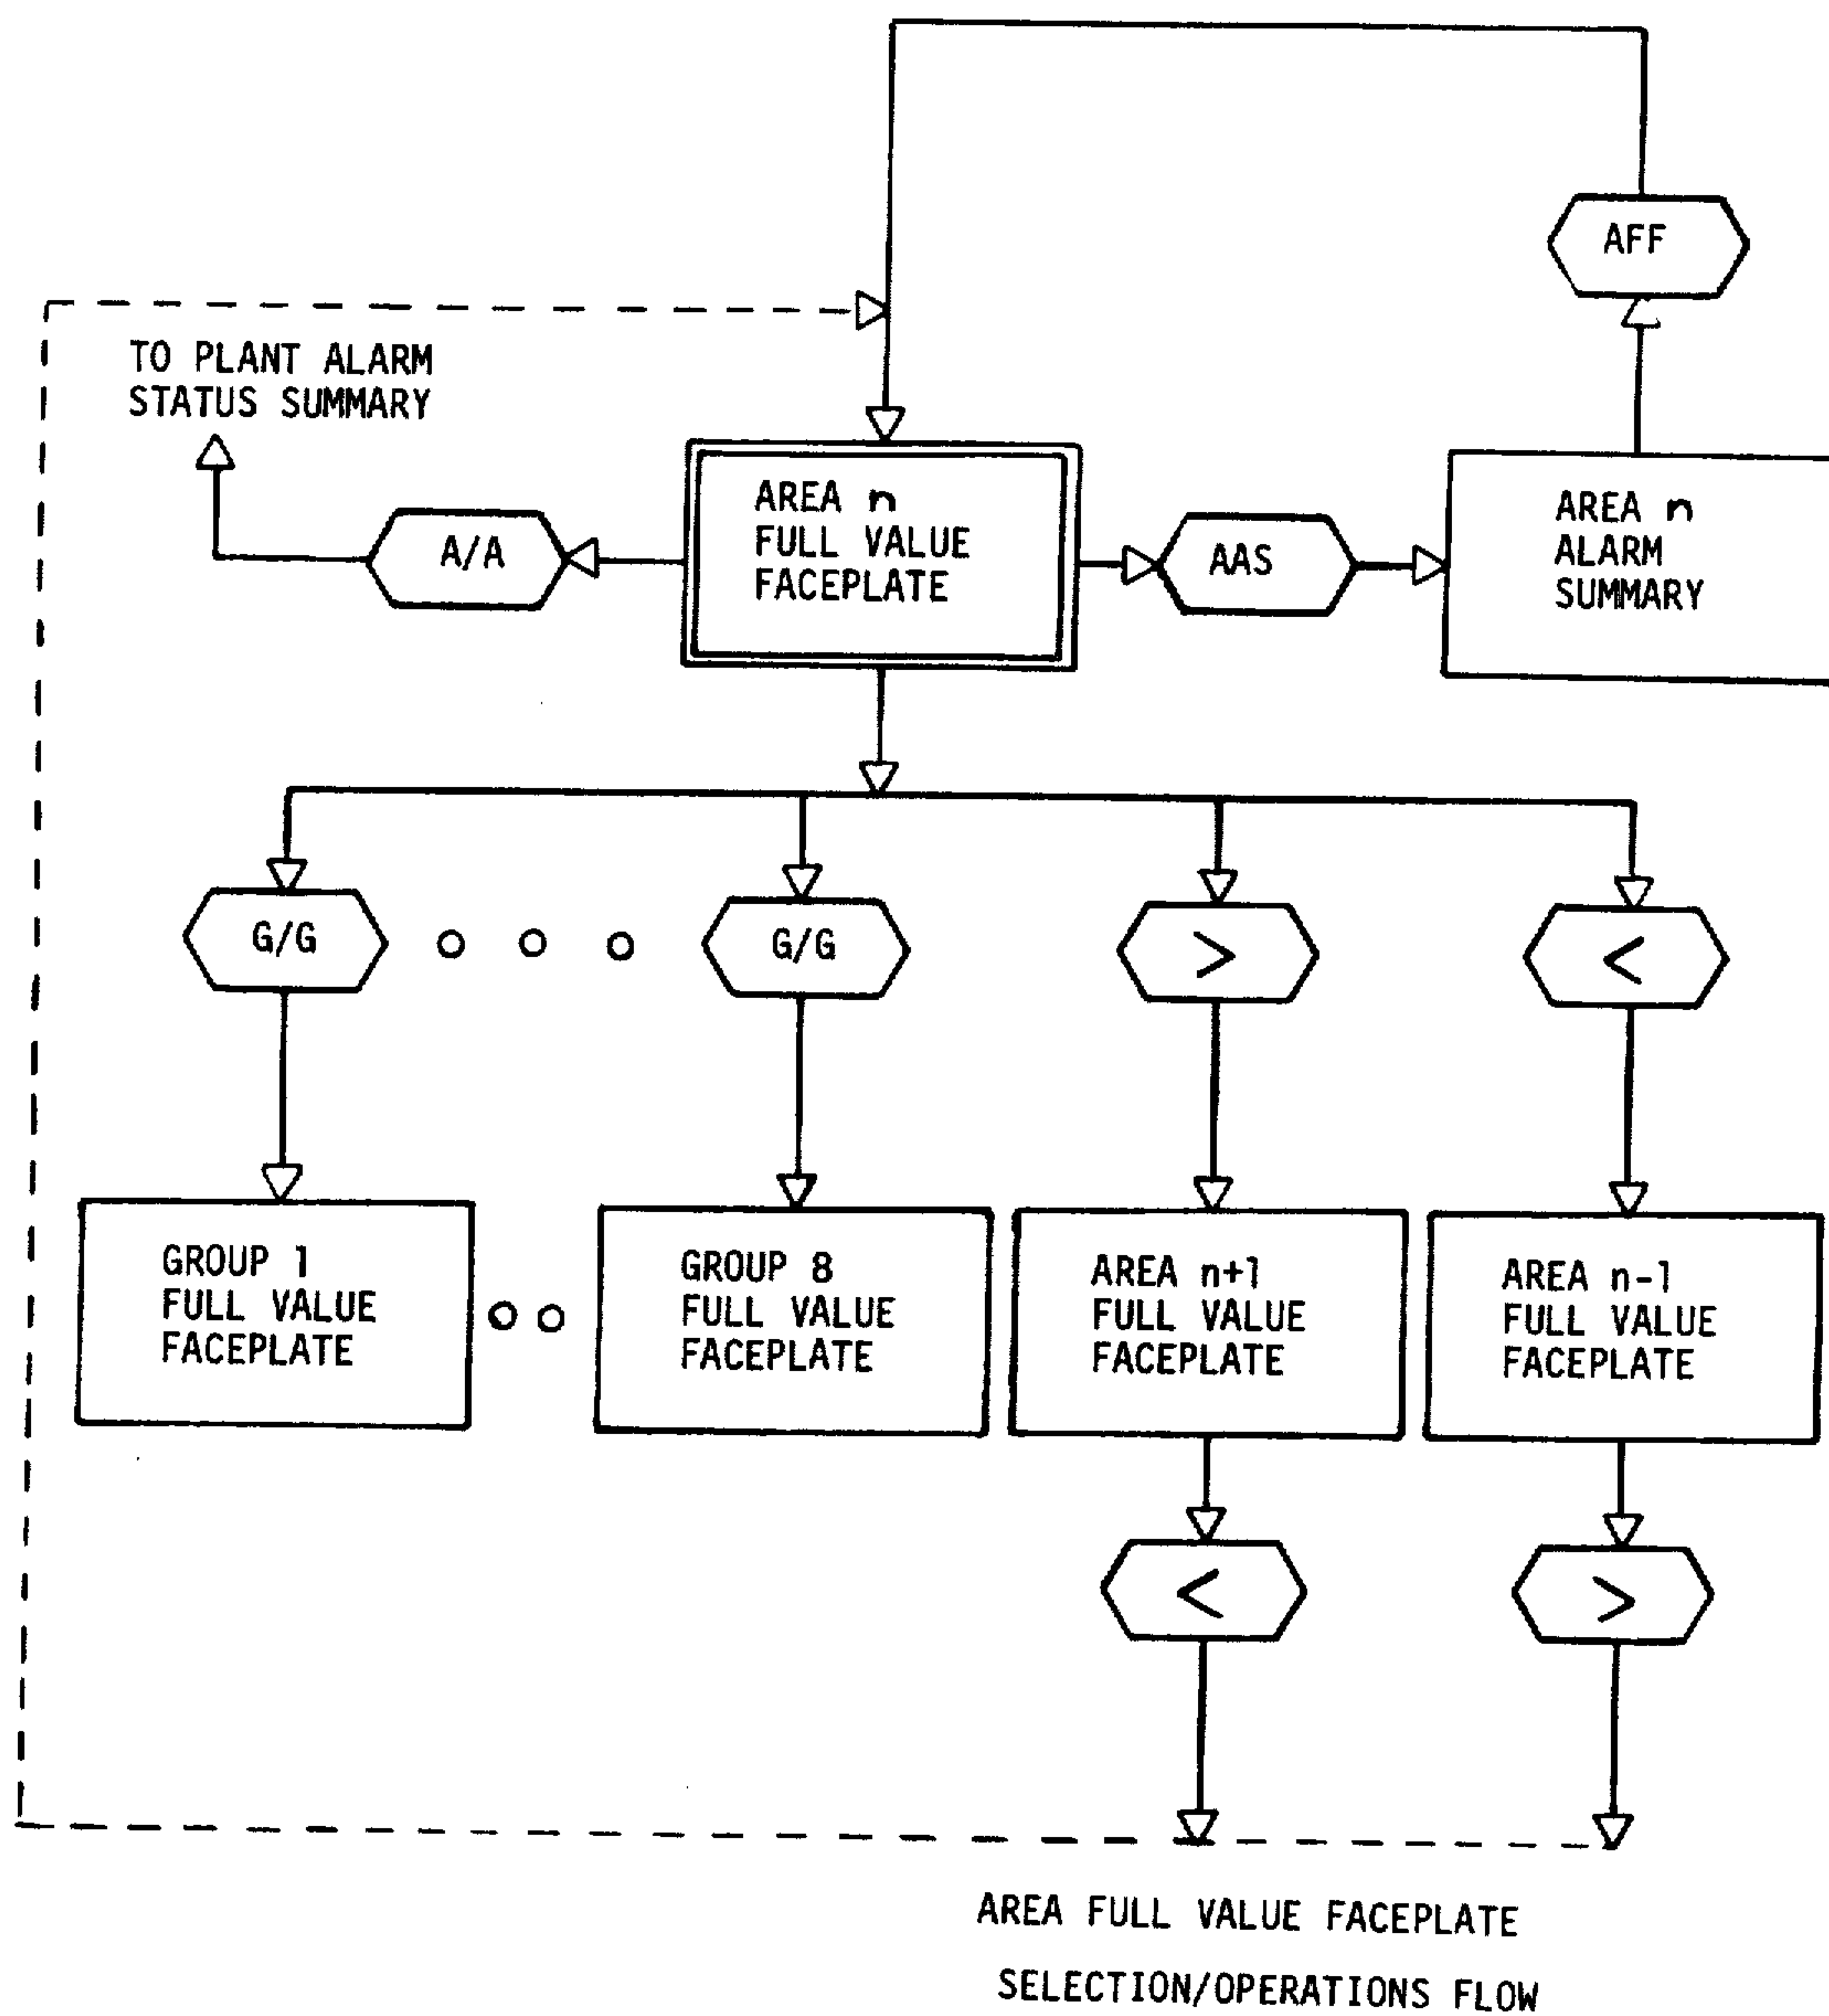 AFF
TO PLANT ALARM
STATUS SUMMARY
A/A
AREA n
FULL VALUE
FACEPLATE
AAS
AREA n
ALARM
SUMMARY
G/G
G/G
>
<
GROUP 1
FULL VALUE
FACEPLATE
GROUP 8
FULL VALUE
FACEPLATE
AREA n+1
FULL VALUE
FACEPLATE
AREA n-1
FULL VALUE
FACEPLATE
<
>
AREA FULL VALUE FACEPLATE
SELECTION/OPERATIONS FLOW